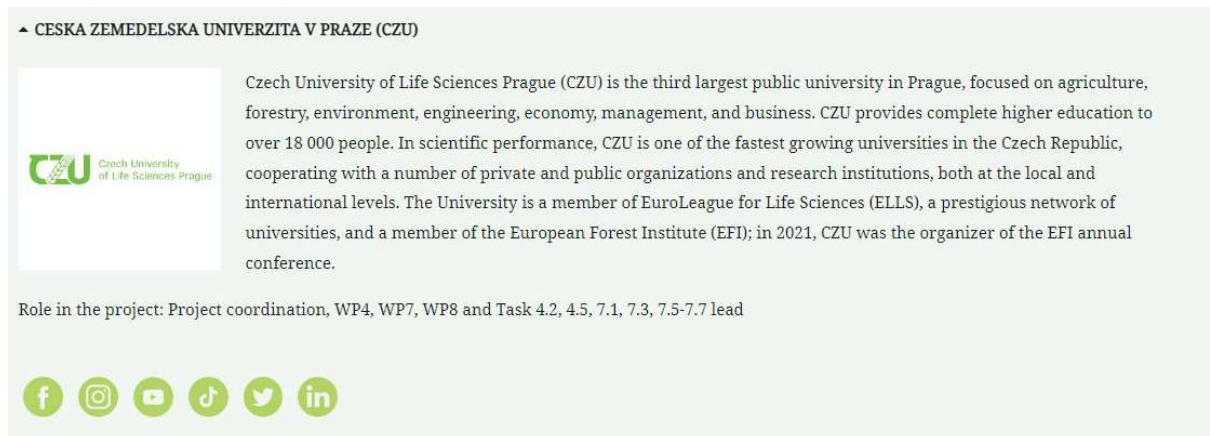 CESKA ZEMEDELSKA UNIVERZITA V PRAZE (CZU)
CZU Czech University
of Life Sciences Prague
Czech University of Life Sciences Prague (CZU) is the third largest public university in Prague, focused on agriculture,
forestry, environment, engineering, economy, management, and business. CZU provides complete higher education to
over 18 000 people. In scientific performance, CZU is one of the fastest growing universities in the Czech Republic,
cooperating with a number of private and public organizations and research institutions, both at the local and
international levels. The University is a member of EuroLeague for Life Sciences (ELLS), a prestigious network of
universities, and a member of the European Forest Institute (EFI); in 2021, CZU was the organizer of the EFI annual
conference.
Role in the project: Project coordination, WP4, WP7, WP8 and Task 4.2, 4.5, 7.1, 7.3, 7.5-7.7 lead